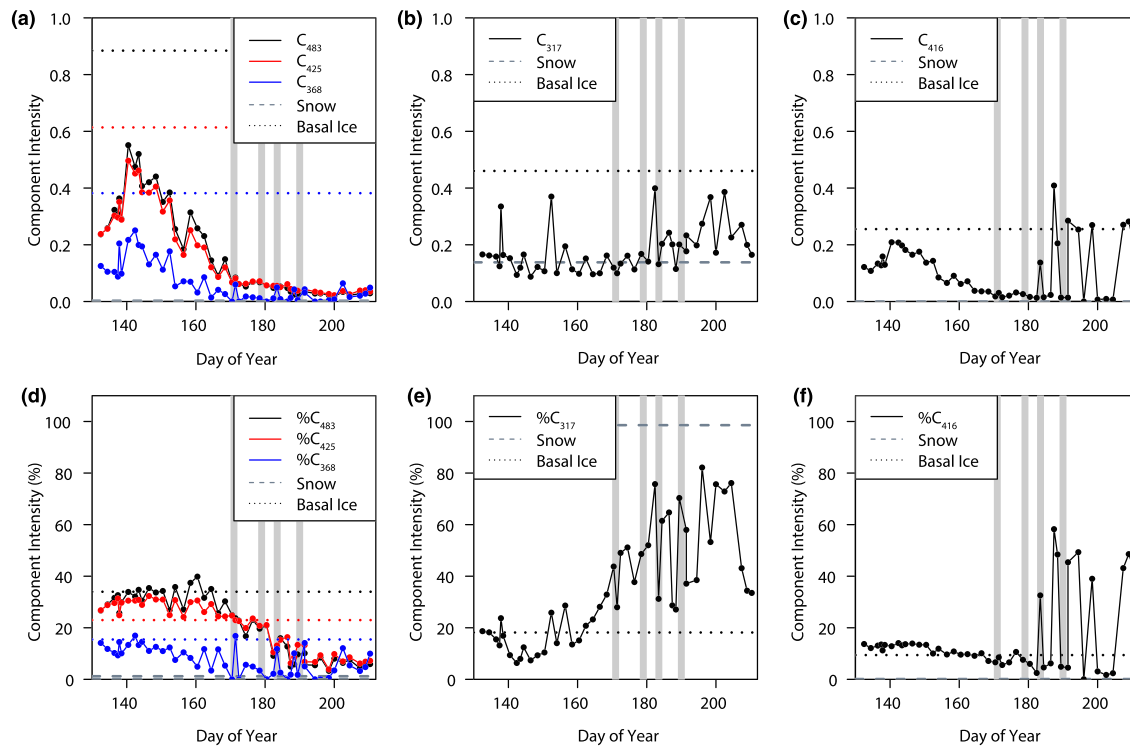 (a)
C483
C425
C368
Snow
Basal Ice
Component Intensity
1.0
0.8
0.6
0.4
0.2
0.0
140 160 180 200
Day of Year
(b)
C317
Snow
Basal Ice
Component Intensity
1.0
0.8
0.6
0.4
0.2
0.0
140 160 180 200
Day of Year
(c)
C416
Snow
Basal Ice
Component Intensity
1.0
0.8
0.6
0.4
0.2
0.0
140 160 180 200
Day of Year
(d)
%C483
%C425
%C368
Snow
Basal Ice
Component Intensity (%)
100
80
60
40
20
0
140 160 180 200
Day of Year
(e)
%C317
Snow
Basal Ice
Component Intensity (%)
100
80
60
40
20
0
140 160 180 200
Day of Year
(f)
%C416
Snow
Basal Ice
Component Intensity (%)
100
80
60
40
20
0
140 160 180 200
Day of Year